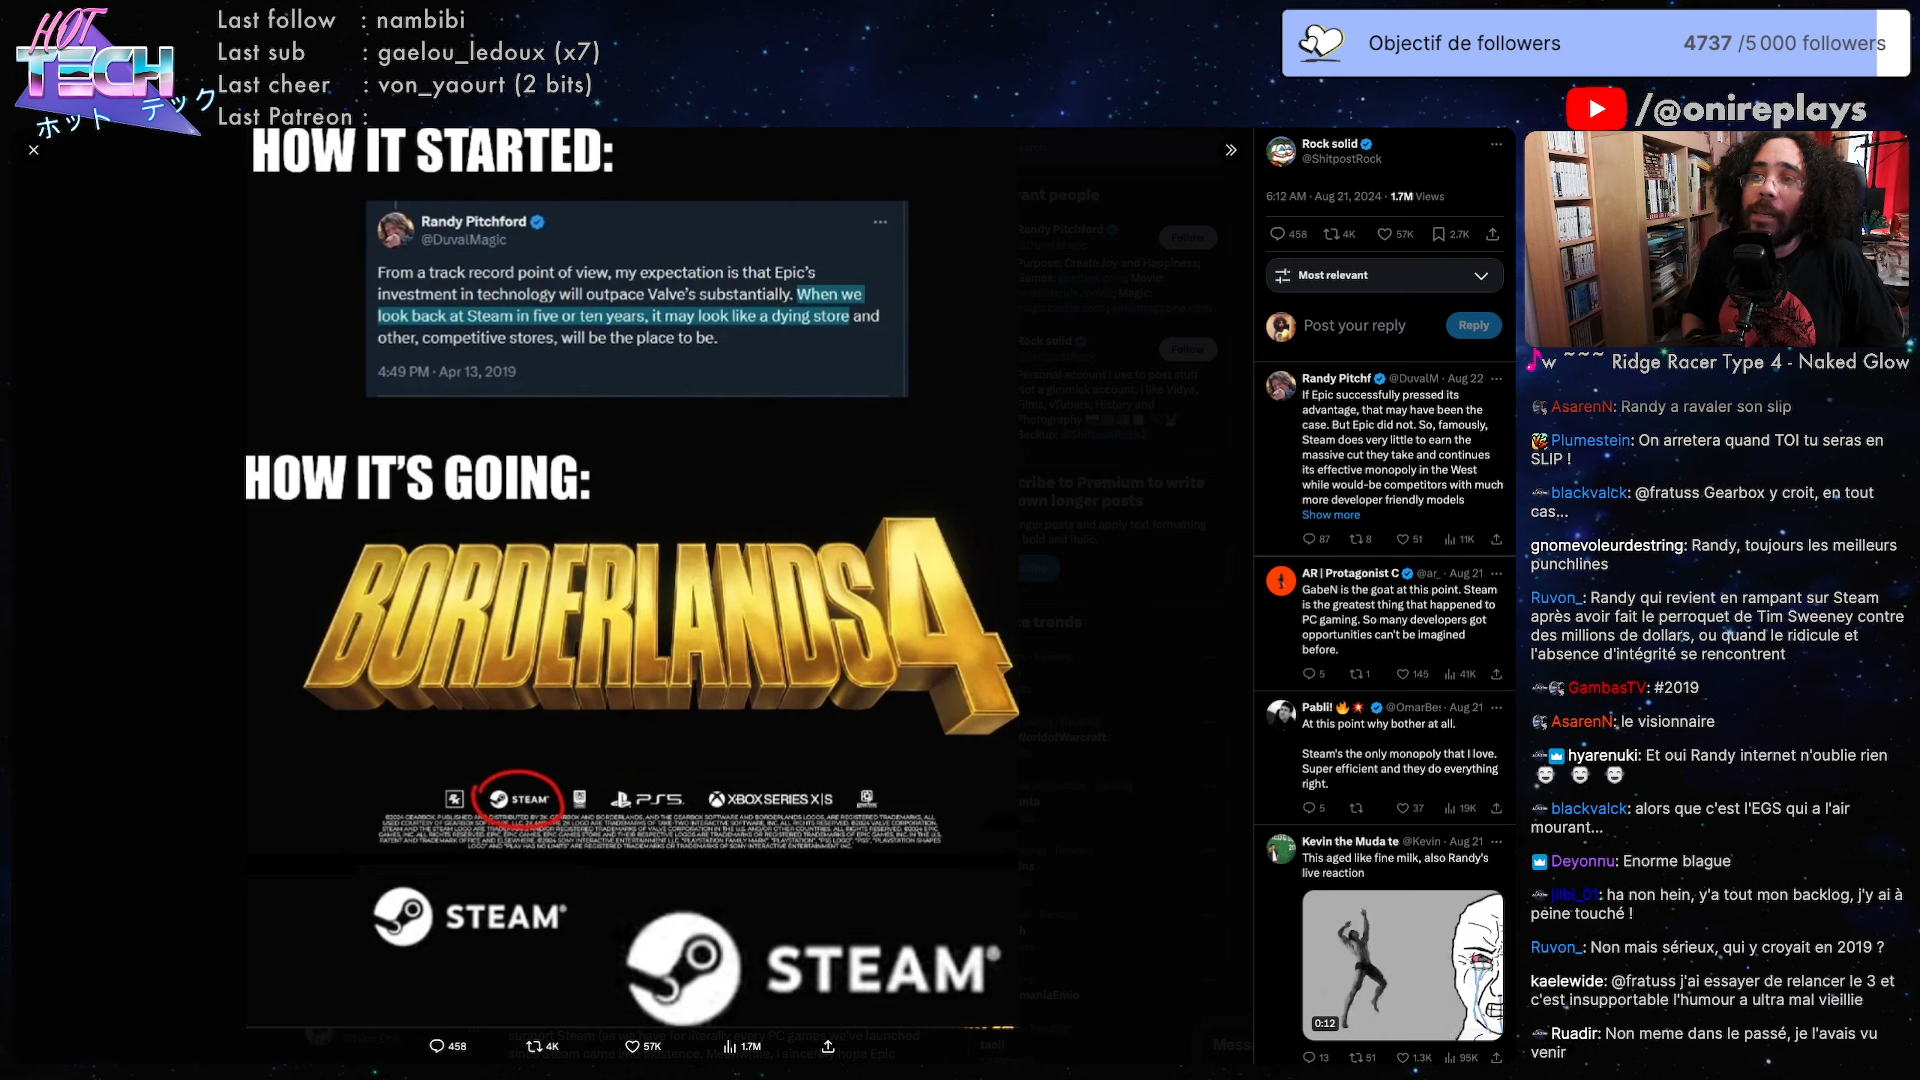 HOT
TECH
ホット テック
Last follow : nambibi
Last sub : gaelou_ledoux (x7)
Last cheer : von_yaourt (2 bits)
Last Patreon :
Objectif de followers 4737 /5 000 followers
/@onireplays
HOW IT STARTED:
Randy Pitchford
@DuvalMagic
From a track record point of view, my expectation is that Epic's
investment in technology will outpace Valve's substantially. When we
look back at Steam in five or ten years, it may look like a dying store and
other, competitive stores, will be the place to be.
4:49 PM · Apr 13, 2019
HOW IT'S GOING:
BORDERLANDS 4
2K STEAM PS5 XBOX SERIES X|S
STEAM
STEAM
458 4K 57K 1.7M
Rock solid
@ShitpostRock
6:12 AM · Aug 21, 2024 · 1.7M Views
458 4K 57K 2.7K
Most relevant
Post your reply Reply
Randy Pitchf @DuvalM · Aug 22
If Epic successfully pressed its
advantage, that may have been the
case. But Epic did not. So, famously,
Steam does very little to earn the
massive cut they take and continues
its effective monopoly in the West
while would-be competitors with much
more developer friendly models
Show more
87 8 51 11K
AR | Protagonist C @ar_ · Aug 21
GabeN is the goat at this point. Steam
is the greatest thing that happened to
PC gaming. So many developers got
opportunities can't be imagined
before.
5 1 145 41K
Pabli! @OmarBe · Aug 21
At this point why bother at all.
Steam's the only monopoly that I love.
Super efficient and they do everything
right.
5 37 19K
Kevin the Muda te @Kevin · Aug 21
This aged like fine milk, also Randy's
live reaction
0:12
13 51 1.3K 95K
w ~~~ Ridge Racer Type 4 - Naked Glow
AsarenN: Randy a ravaler son slip
Plumestein: On arretera quand TOI tu seras en
SLIP !
blackvalck: @fratuss Gearbox y croit, en tout
cas...
gnomevoleurdestring: Randy, toujours les meilleurs
punchlines
Ruvon_: Randy qui revient en rampant sur Steam
après avoir fait le perroquet de Tim Sweeney contre
des millions de dollars, ou quand le ridicule et
l'absence d'intégrité se rencontrent
GambasTV: #2019
AsarenN: le visionnaire
hyarenuki: Et oui Randy internet n'oublie rien
blackvalck: alors que c'est l'EGS qui a l'air
mourant...
Deyonnu: Enorme blague
jlibi_01: ha non hein, y'a tout mon backlog, j'y ai à
peine touché !
Ruvon_: Non mais sérieux, qui y croyait en 2019 ?
kaelewide: @fratuss j'ai essayer de relancer le 3 et
c'est insupportable l'humour a ultra mal vieillie
Ruadir: Non meme dans le passé, je l'avais vu
venir